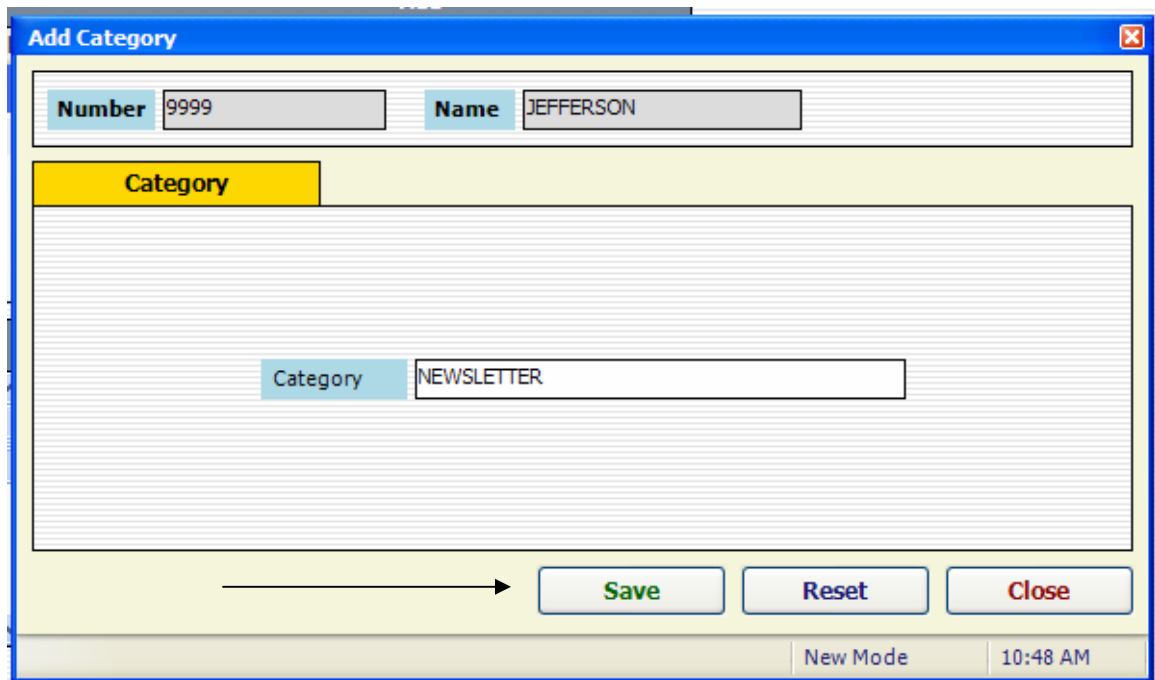 Add Category
Number 9999 Name JEFFERSON
Category
Category NEWSLETTER
Save Reset Close
New Mode 10:48 AM